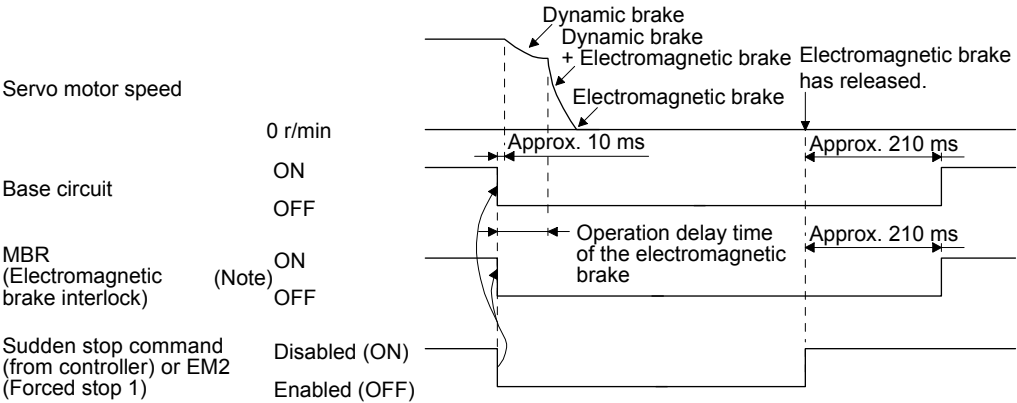 Dynamic brake
Dynamic brake
+ Electromagnetic brake
Electromagnetic brake
has released.
Servo motor speed
Electromagnetic brake
0 r/min
Approx. 10 ms
Approx. 210 ms
Base circuit
ON
OFF
Operation delay time
of the electromagnetic
brake
Approx. 210 ms
MBR
(Electromagnetic
brake interlock)
(Note)
ON
OFF
Sudden stop command
(from controller) or EM2
(Forced stop 1)
Disabled (ON)
Enabled (OFF)